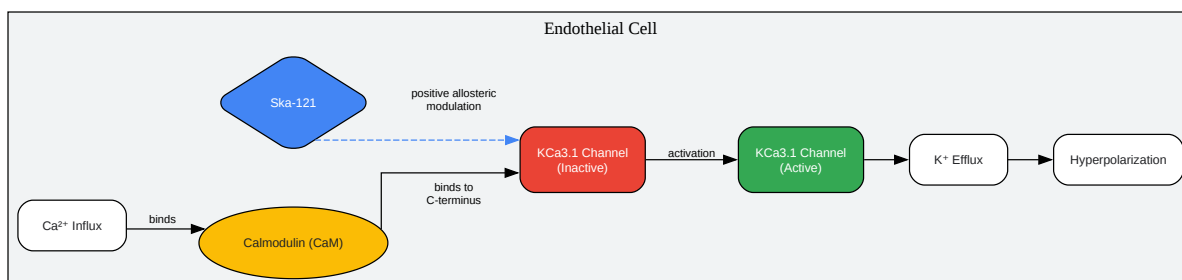 Endothelial Cell
Ska-121
positive allosteric
modulation
KCa3.1 Channel
(Inactive)
activation
KCa3.1 Channel
(Active)
K⁺ Efflux
Hyperpolarization
binds to
C-terminus
Ca²⁺ Influx
binds
Calmodulin (CaM)